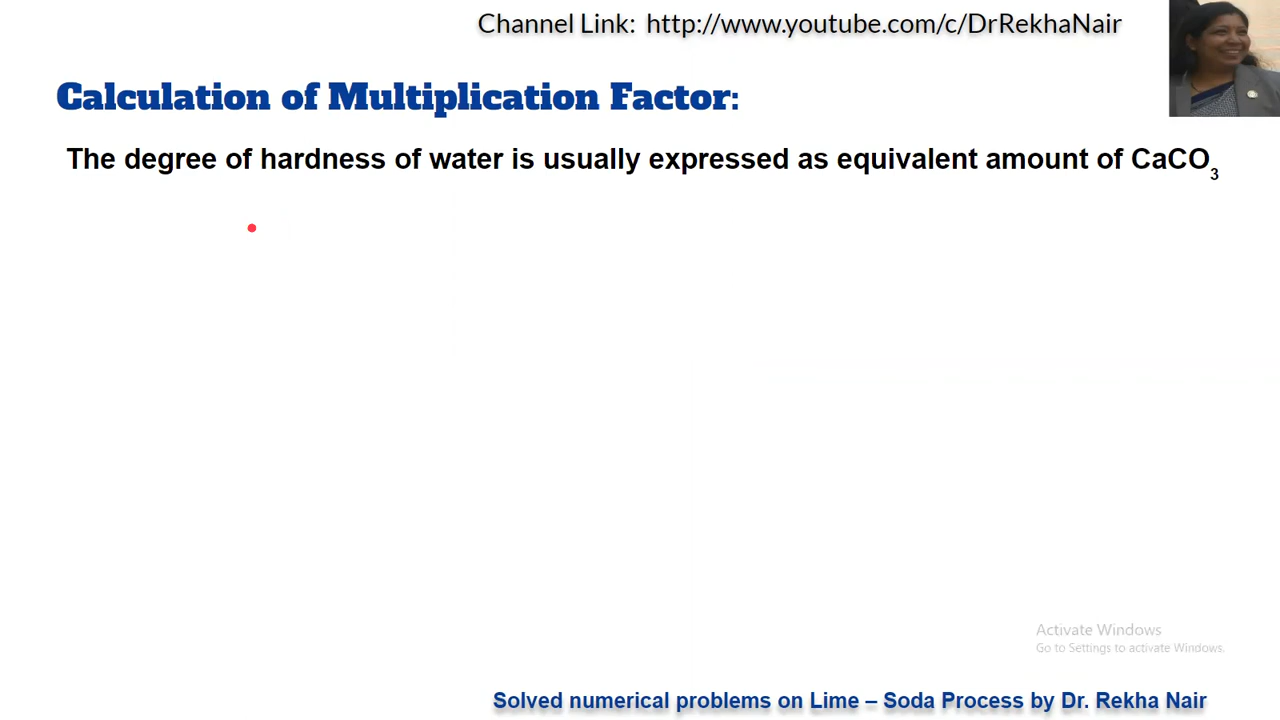 Channel Link: http://www.youtube.com/c/DrRekhaNair
Calculation of Multiplication Factor:
The degree of hardness of water is usually expressed as equivalent amount of CaCO₃
Activate Windows
Go to Settings to activate Windows.
Solved numerical problems on Lime – Soda Process by Dr. Rekha Nair